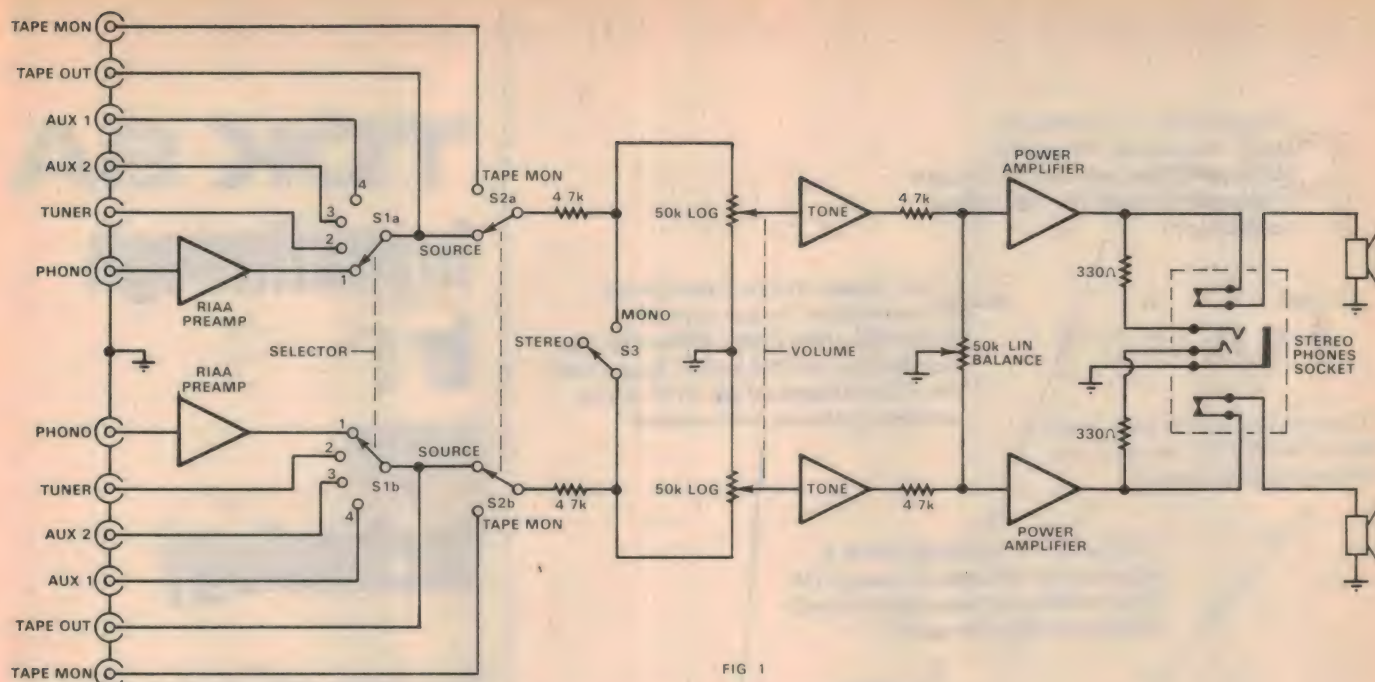 TAPE MON
TAPE OUT
AUX 1
AUX 2
TUNER
PHONO
RIAA
PREAMP
4
3
2
1
S1a
SOURCE
TAPE MON
S2a
4 7k
50k LOG
TONE
4 7k
POWER
AMPLIFIER
330Ω
SELECTOR
MONO
STEREO
S3
VOLUME
50k LIN
BALANCE
STEREO
PHONES
SOCKET
RIAA
PREAMP
PHONO
TUNER
AUX 2
AUX 1
TAPE OUT
TAPE MON
1
2
3
4
S1b
SOURCE
S2b
TAPE MON
4 7k
50k LOG
TONE
4 7k
POWER
AMPLIFIER
330Ω
FIG 1